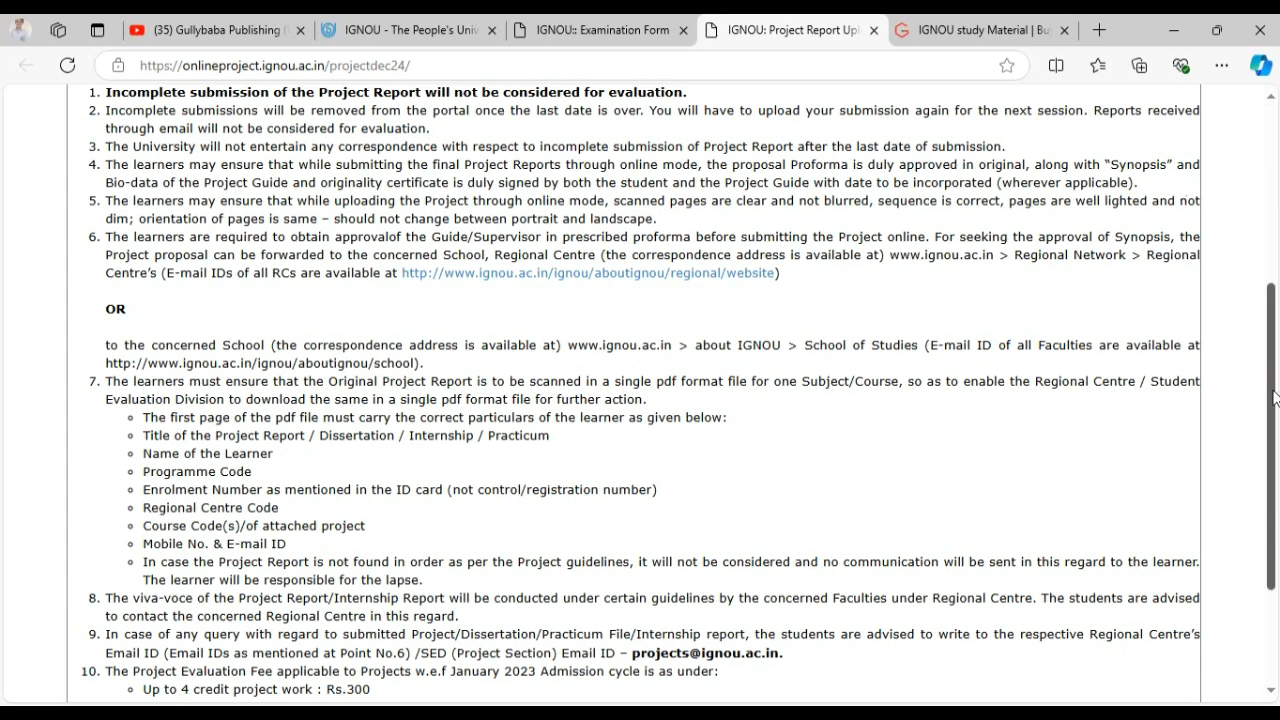 (35) Gullybaba Publishing
IGNOU - The People's Univ
IGNOU:: Examination Form
IGNOU: Project Report Upl
IGNOU study Material | Bu
https://onlineproject.ignou.ac.in/projectdec24/
1. Incomplete submission of the Project Report will not be considered for evaluation.
2. Incomplete submissions will be removed from the portal once the last date is over. You will have to upload your submission again for the next session. Reports received
through email will not be considered for evaluation.
3. The University will not entertain any correspondence with respect to incomplete submission of Project Report after the last date of submission.
4. The learners may ensure that while submitting the final Project Reports through online mode, the proposal Proforma is duly approved in original, along with “Synopsis” and
Bio-data of the Project Guide and originality certificate is duly signed by both the student and the Project Guide with date to be incorporated (wherever applicable).
5. The learners may ensure that while uploading the Project through online mode, scanned pages are clear and not blurred, sequence is correct, pages are well lighted and not
dim; orientation of pages is same – should not change between portrait and landscape.
6. The learners are required to obtain approvalof the Guide/Supervisor in prescribed proforma before submitting the Project online. For seeking the approval of Synopsis, the
Project proposal can be forwarded to the concerned School, Regional Centre (the correspondence address is available at) www.ignou.ac.in > Regional Network > Regional
Centre’s (E-mail IDs of all RCs are available at http://www.ignou.ac.in/ignou/aboutignou/regional/website)
OR
to the concerned School (the correspondence address is available at) www.ignou.ac.in > about IGNOU > School of Studies (E-mail ID of all Faculties are available at
http://www.ignou.ac.in/ignou/aboutignou/school).
7. The learners must ensure that the Original Project Report is to be scanned in a single pdf format file for one Subject/Course, so as to enable the Regional Centre / Student
Evaluation Division to download the same in a single pdf format file for further action.
◦ The first page of the pdf file must carry the correct particulars of the learner as given below:
◦ Title of the Project Report / Dissertation / Internship / Practicum
◦ Name of the Learner
◦ Programme Code
◦ Enrolment Number as mentioned in the ID card (not control/registration number)
◦ Regional Centre Code
◦ Course Code(s)/of attached project
◦ Mobile No. & E-mail ID
◦ In case the Project Report is not found in order as per the Project guidelines, it will not be considered and no communication will be sent in this regard to the learner.
The learner will be responsible for the lapse.
8. The viva-voce of the Project Report/Internship Report will be conducted under certain guidelines by the concerned Faculties under Regional Centre. The students are advised
to contact the concerned Regional Centre in this regard.
9. In case of any query with regard to submitted Project/Dissertation/Practicum File/Internship report, the students are advised to write to the respective Regional Centre’s
Email ID (Email IDs as mentioned at Point No.6) /SED (Project Section) Email ID – projects@ignou.ac.in.
10. The Project Evaluation Fee applicable to Projects w.e.f January 2023 Admission cycle is as under:
◦ Up to 4 credit project work : Rs.300